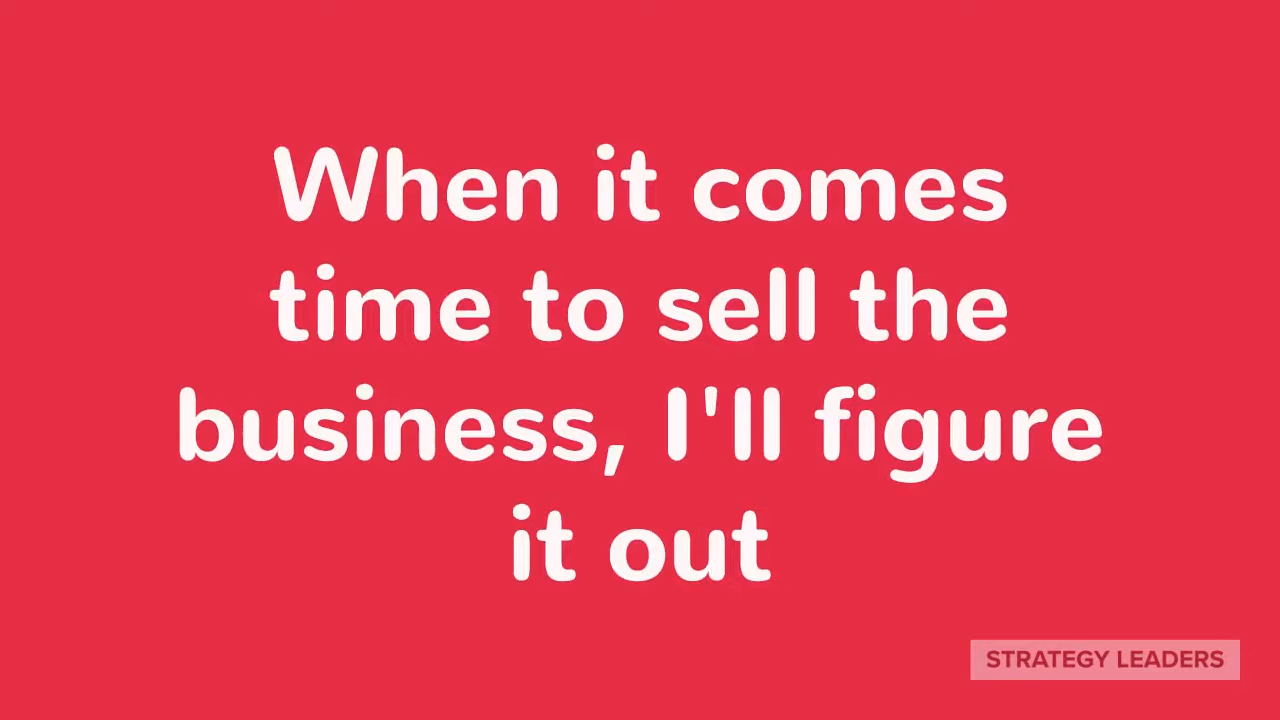 When it comes
time to sell the
business, I'll figure
it out
STRATEGY LEADERS